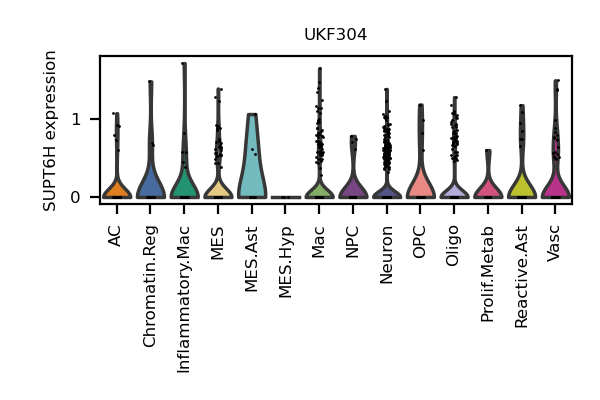 UKF304
SUPT6H expression
1
0
AC
Chromatin.Reg
Inflammatory.Mac
MES
MES.Ast
MES.Hyp
Mac
NPC
Neuron
OPC
Oligo
Prolif.Metab
Reactive.Ast
Vasc